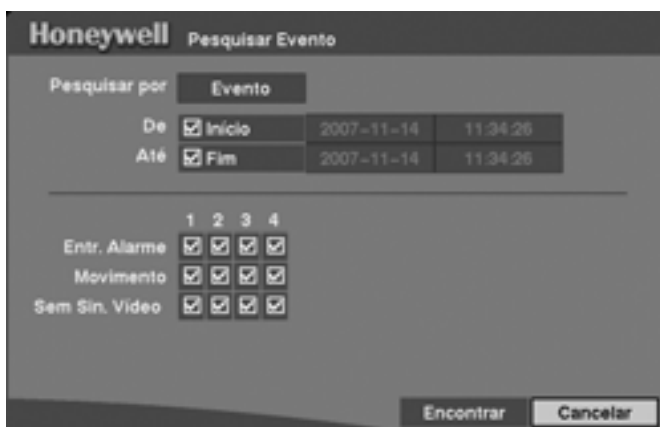 Honeywell Pesquisar Evento
Pesquisar por Evento
De Início 2007-11-14 11:34:26
Até Fim 2007-11-14 11:34:26
1 2 3 4
Entr. Alarme
Movimento
Sem Sin. Vídeo
Encontrar Cancelar